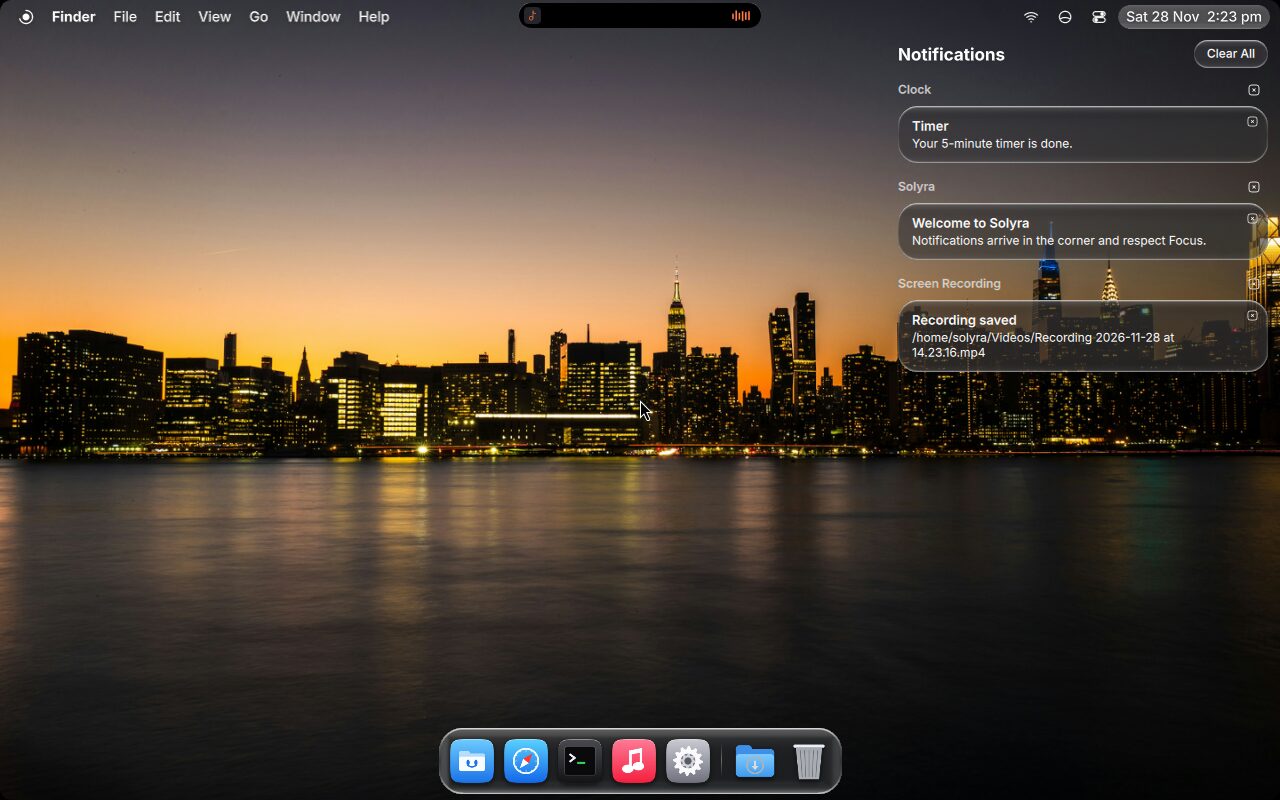 Finder File Edit View Go Window Help
Sat 28 Nov 2:23 pm
Notifications
Clear All
Clock
Timer
Your 5-minute timer is done.
Solyra
Welcome to Solyra
Notifications arrive in the corner and respect Focus.
Screen Recording
Recording saved
/home/solyra/Videos/Recording 2026-11-28 at
14.23.16.mp4